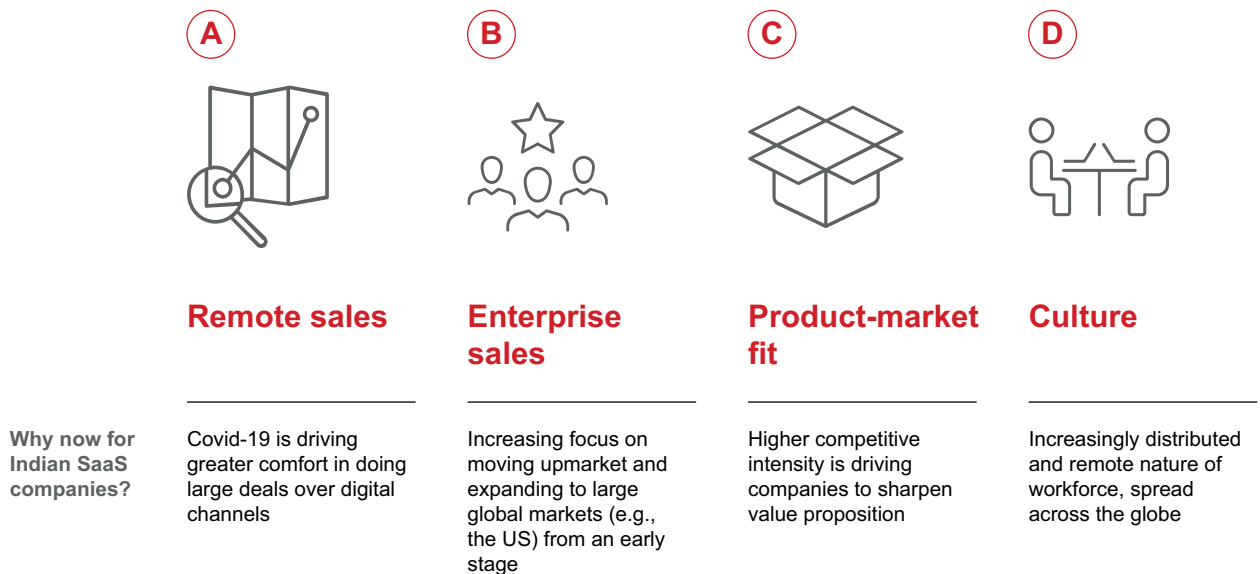 A
B
C
D
Remote sales
Enterprise
sales
Product-market
fit
Culture
Why now for
Indian SaaS
companies?
Covid-19 is driving
greater comfort in doing
large deals over digital
channels
Increasing focus on
moving upmarket and
expanding to large
global markets (e.g.,
the US) from an early
stage
Higher competitive
intensity is driving
companies to sharpen
value proposition
Increasingly distributed
and remote nature of
workforce, spread
across the globe